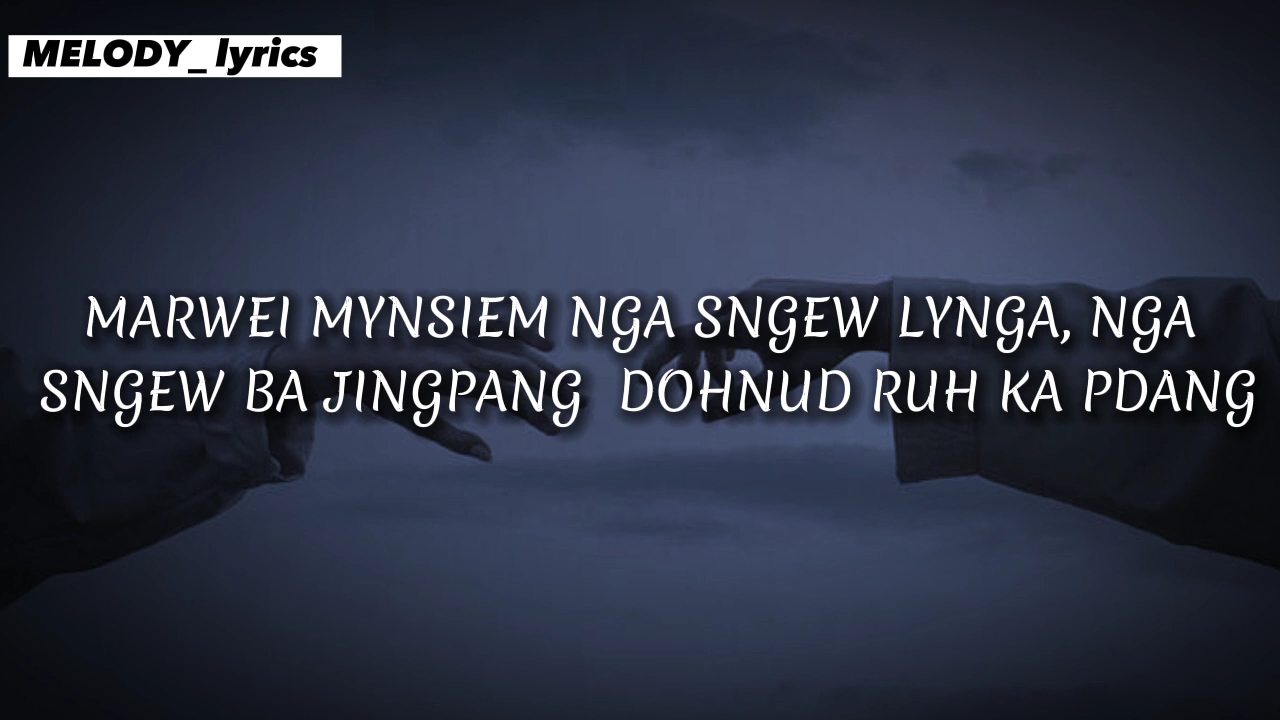 MELODY_ lyrics
MARWEI MYNSIEM NGA SNGEW LYNGA, NGA
SNGEW BA JINGPANG DOHNUD RUH KA PDANG